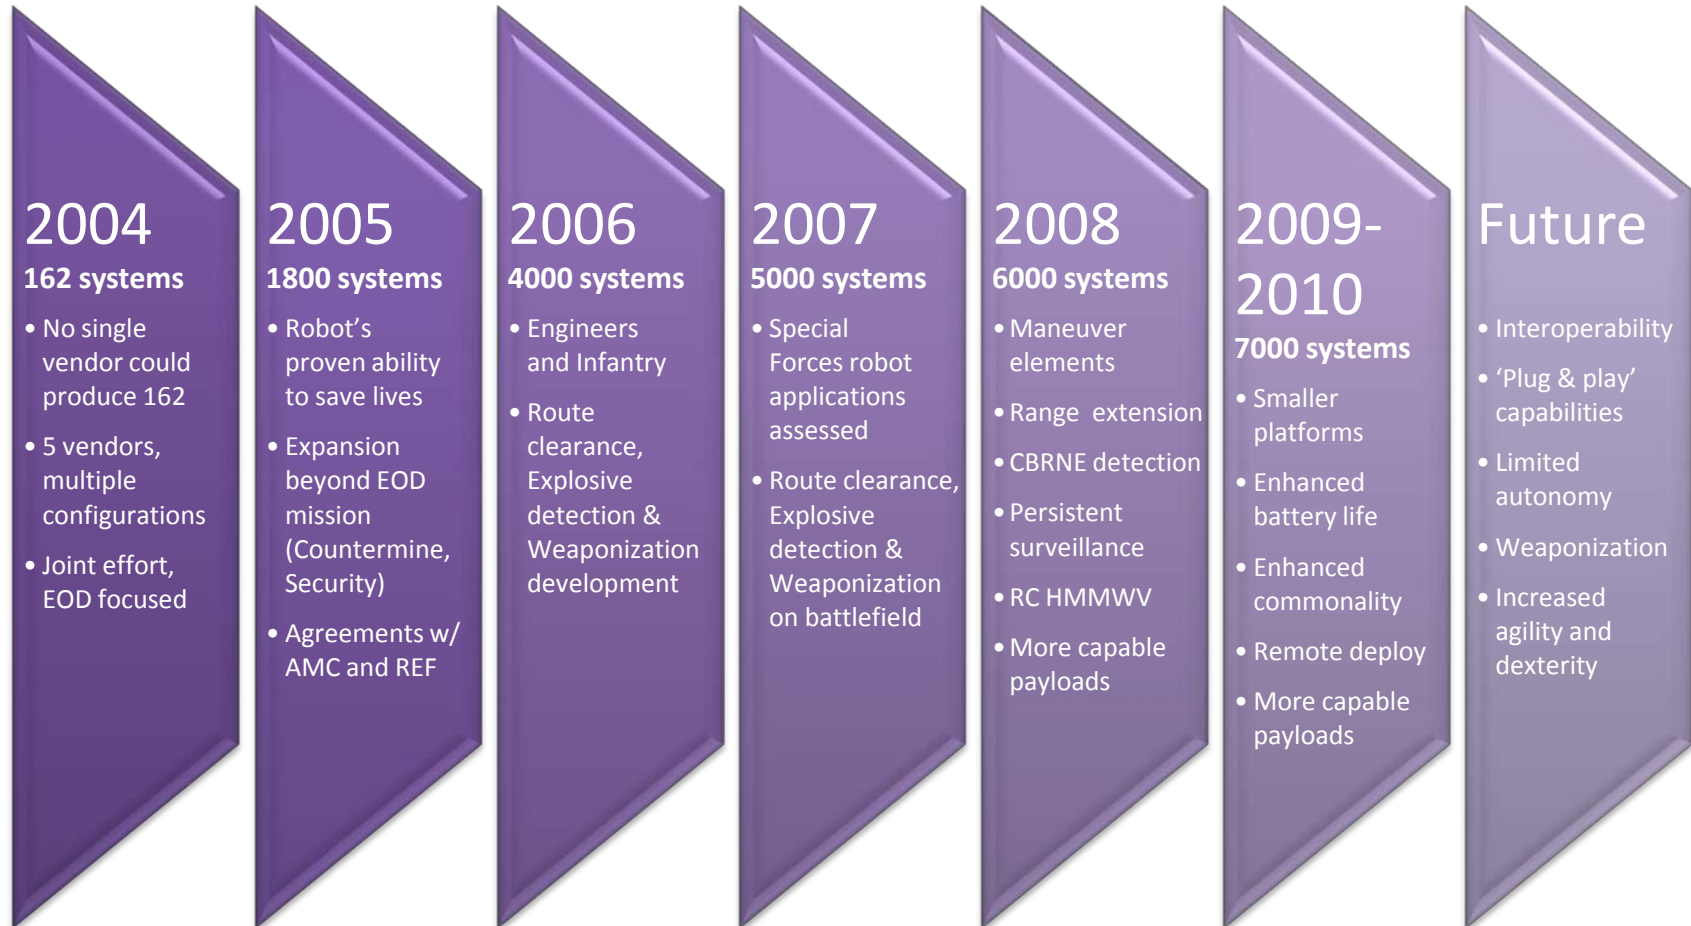 2004
162 systems
• No single
vendor could
produce 162
• 5 vendors,
multiple
configurations
• Joint effort,
EOD focused
2005
1800 systems
• Robot’s
proven ability
to save lives
• Expansion
beyond EOD
mission
(Countermine,
Security)
• Agreements w/
AMC and REF
2006
4000 systems
• Engineers
and Infantry
• Route
clearance,
Explosive
detection &
Weaponization
development
2007
5000 systems
• Special
Forces robot
applications
assessed
• Route clearance,
Explosive
detection &
Weaponization
on battlefield
2008
6000 systems
• Maneuver
elements
• Range extension
• CBRNE detection
• Persistent
surveillance
• RC HMMWV
• More capable
payloads
2009-
2010
7000 systems
• Smaller
platforms
• Enhanced
battery life
• Enhanced
commonality
• Remote deploy
• More capable
payloads
Future
• Interoperability
• ‘Plug & play’
capabilities
• Limited
autonomy
• Weaponization
• Increased
agility and
dexterity